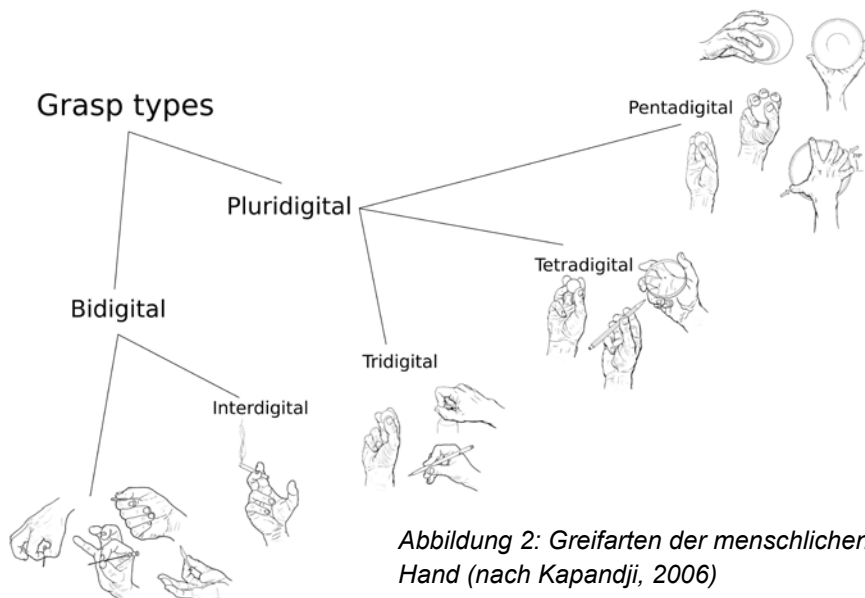 Grasp types
Pentadigital
Pluridigital
Tetradigital
Bidigital
Tridigital
Interdigital
Abbildung 2: Greifarten der menschlichen
Hand (nach Kapandji, 2006)